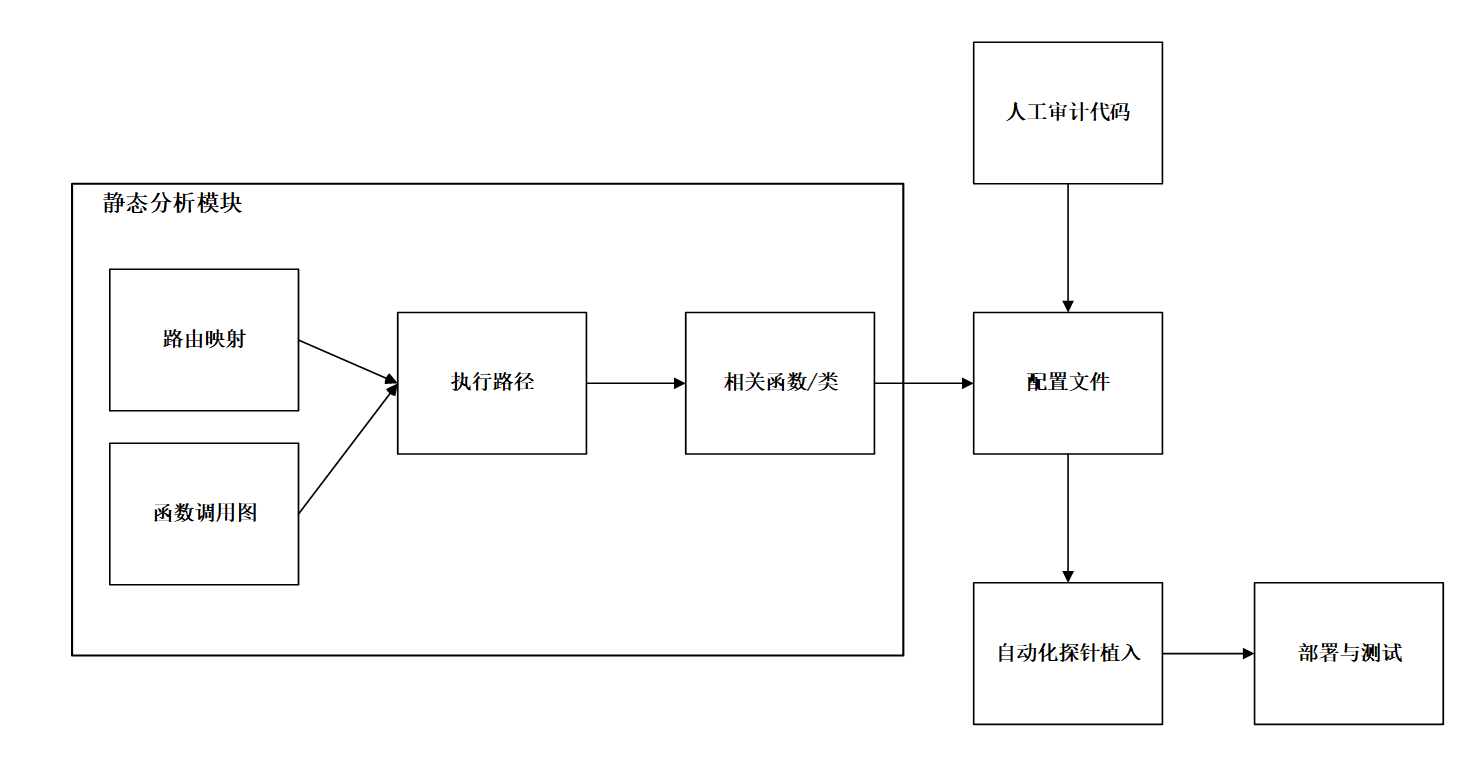 人工审计代码
静态分析模块
路由映射
执行路径
相关函数/类
配置文件
函数调用图
自动化探针植入
部署与测试